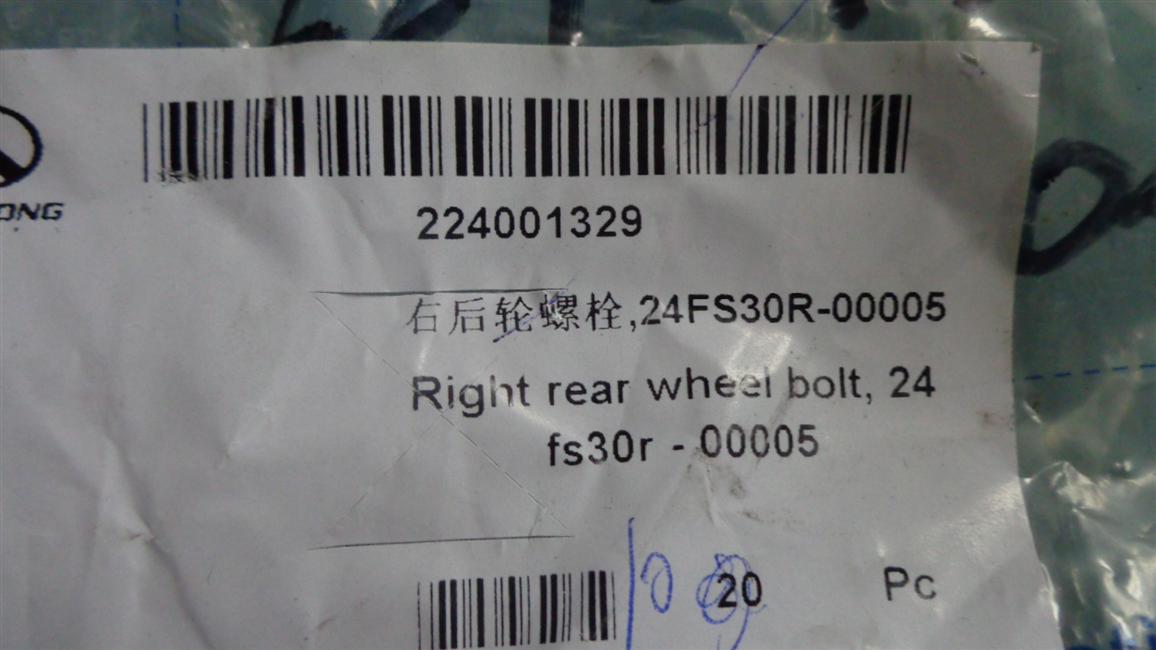 ONG
224001329
右后轮螺栓,24FS30R-00005
Right rear wheel bolt, 24
fs30r - 00005
20 Pc